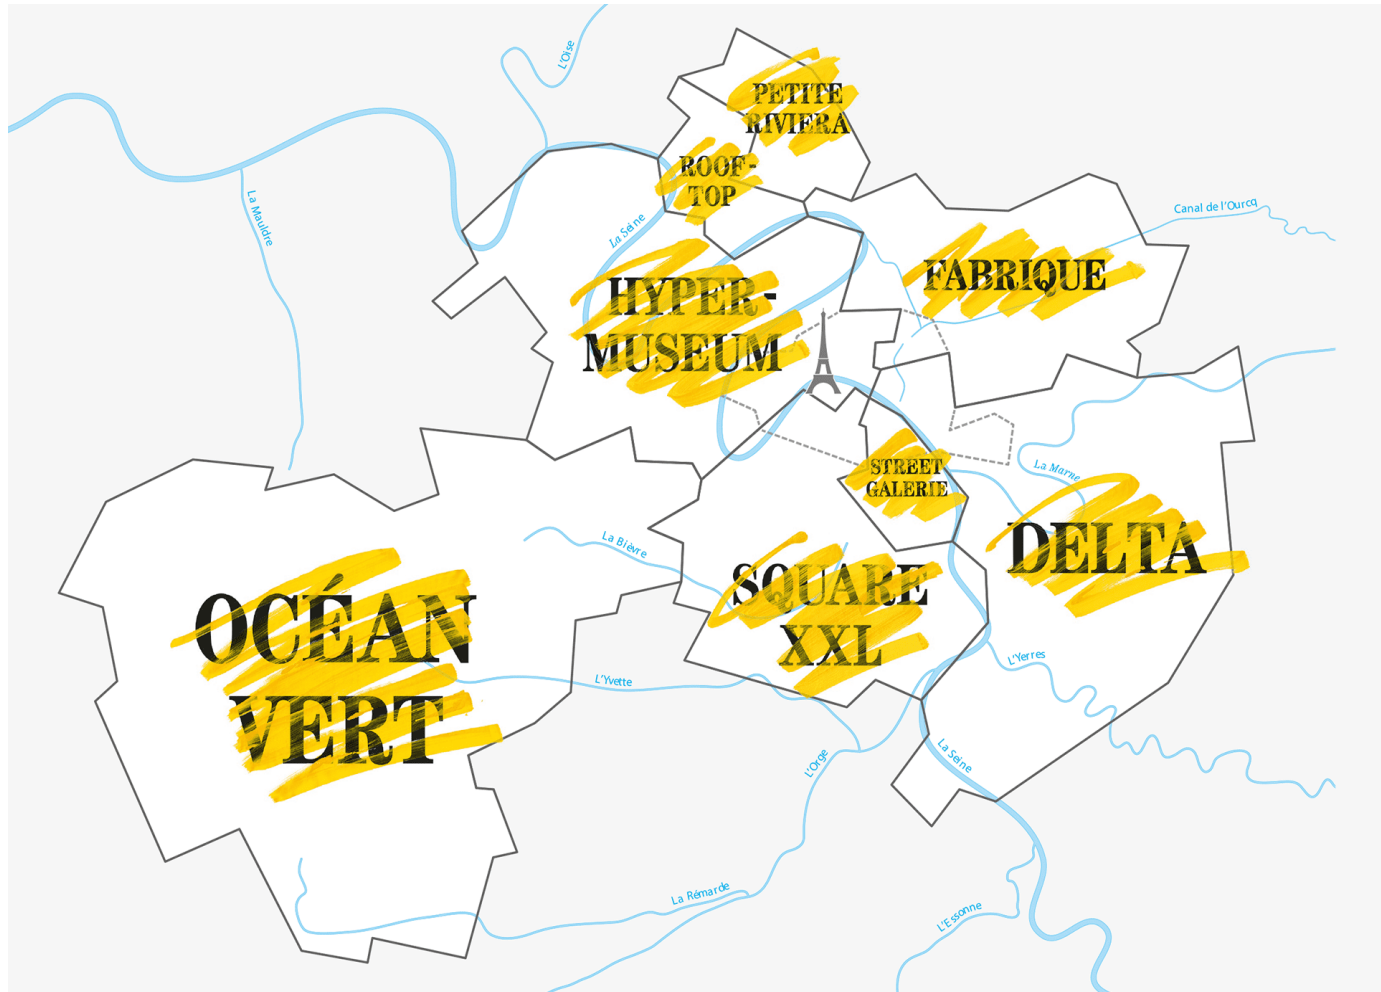 L'Oise
PETITE
RIVIERA
ROOF-
TOP
La Mauldre
La Seine
Canal de l'Ourcq
FABRIQUE
HYPER-
MUSEUM
STREET
GALERIE
La Marne
DELTA
La Bièvre
SQUARE
XXL
OCÉAN
VERT
L'Yvette
L'Yerres
L'Orge
La Seine
La Rémarde
L'Essonne